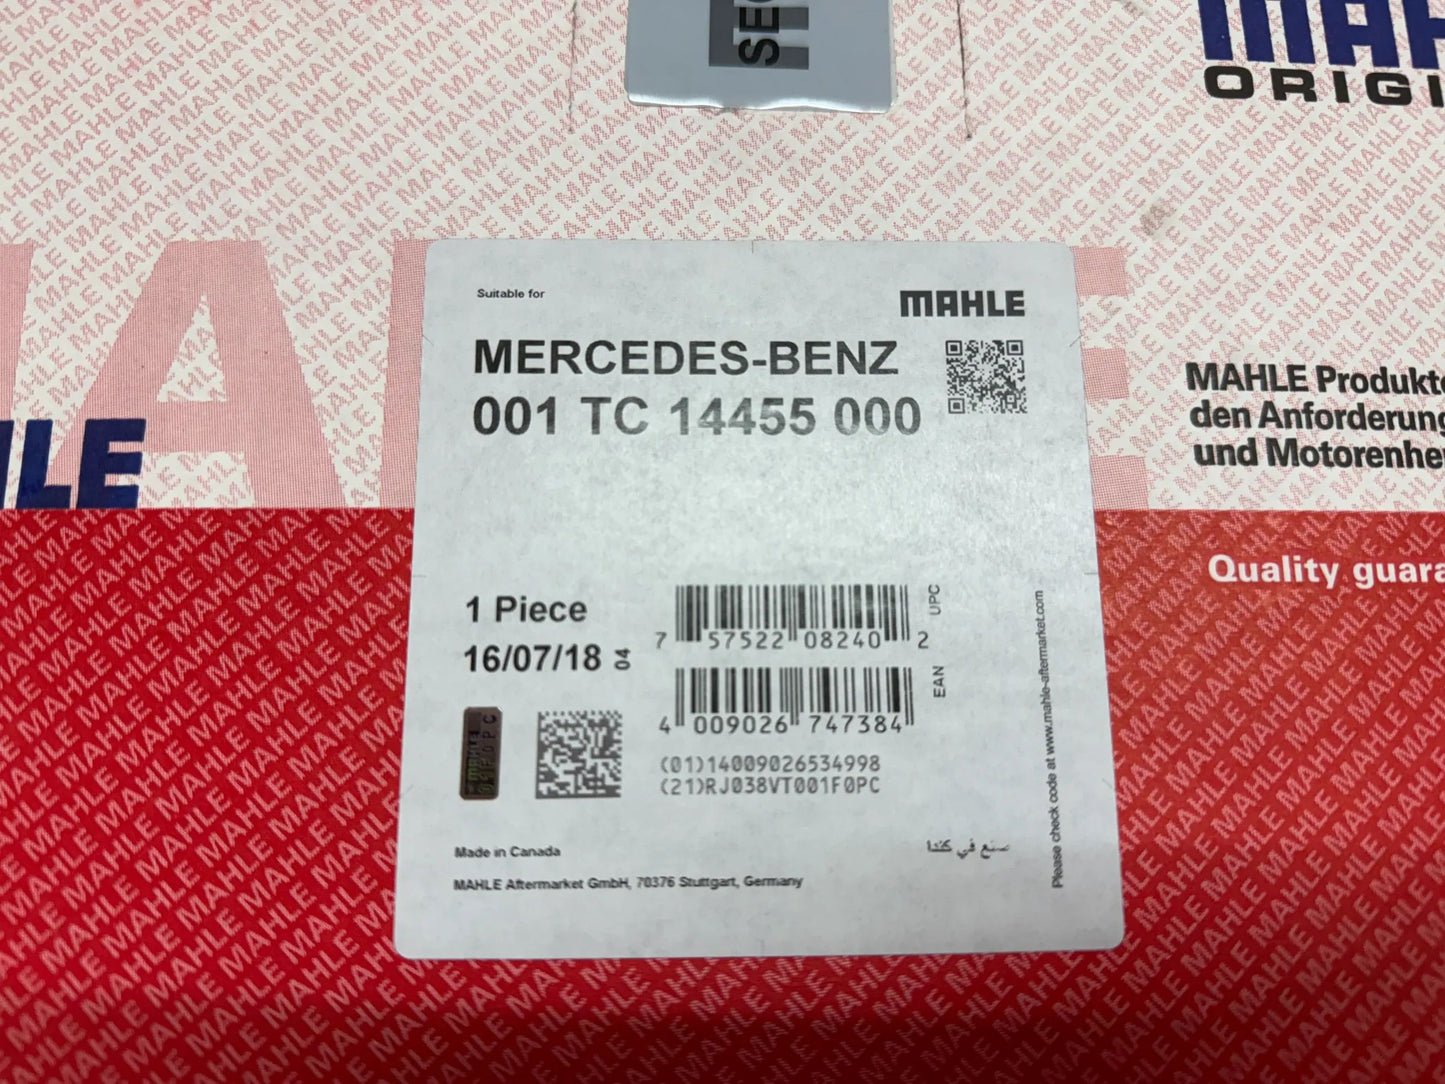 MAHLE
ORIGI
Suitable for
MAHLE
MERCEDES-BENZ
001 TC 14455 000
MAHLE Produkte
den Anforderung
und Motorenhe
Quality guara
1 Piece
16/07/18 04
7 57522 08240 2
UPC
4 009026 747384
EAN
(01)14009026534998
(21)RJ038VT001F0PC
MAHLE
01F0PC
Made in Canada
صنع في كندا
MAHLE Aftermarket GmbH, 70376 Stuttgart, Germany
Please check code at www.mahle-aftermarket.com